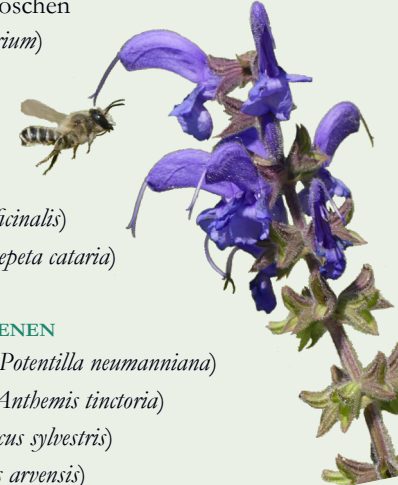 oschen
rium)
ficinalis)
epeta cataria)
ENEN
Potentilla neumanniana)
Anthemis tinctoria)
cus sylvestris)
s arvensis)